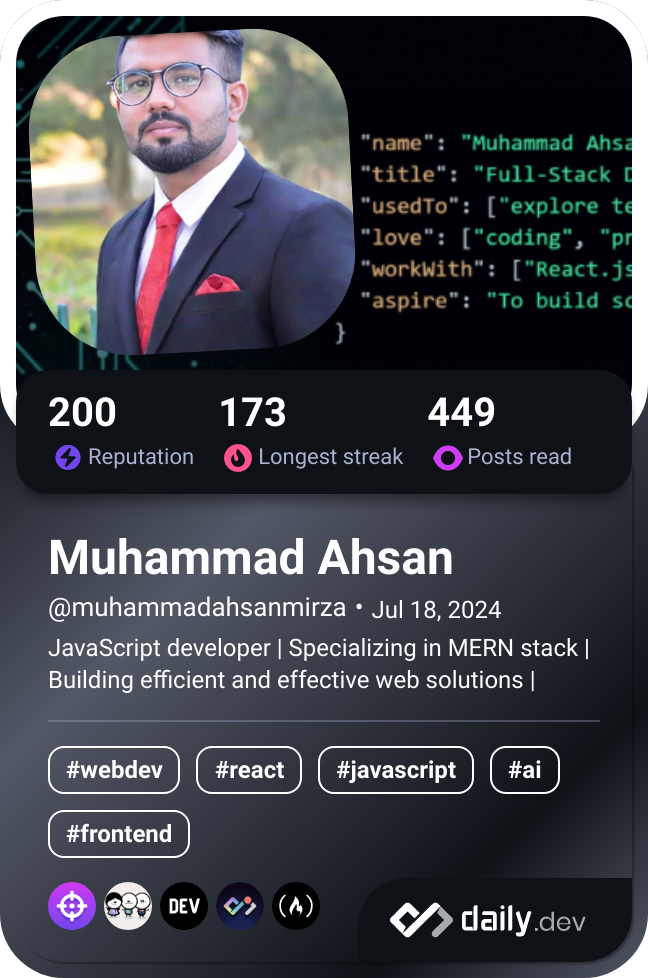 "name": "Muhammad Ahsa
"title": "Full-Stack D
"usedTo": ["explore te
"love": ["coding", "pr
"workWith": ["React.js
"aspire": "To build sc
}
200 173 449
Reputation Longest streak Posts read
Muhammad Ahsan
@muhammadahsanmirza • Jul 18, 2024
JavaScript developer | Specializing in MERN stack |
Building efficient and effective web solutions |
#webdev #react #javascript #ai
#frontend
DEV
daily.dev